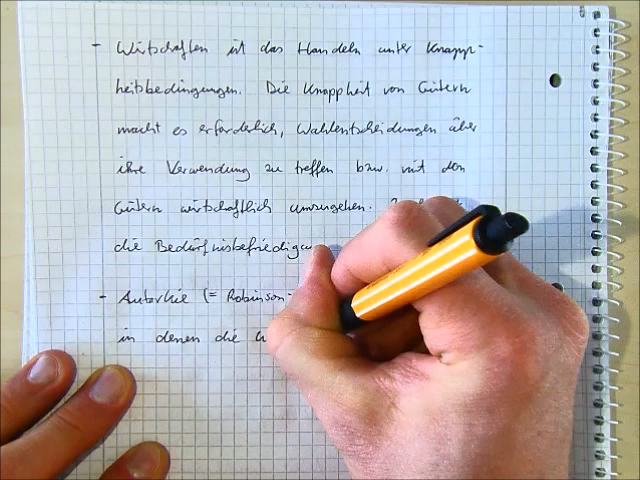 - Wirtschaften ist das Handeln unter Knapp-
heitsbedingungen. Die Knappheit von Gütern
macht es erforderlich, Wahlentscheidungen über
ihre Verwendung zu treffen bzw. mit den
Gütern wirtschaftlich umzugehen.
die Bedürfnisbefriedigu
- Autarkie (= Robinson-
in denen die